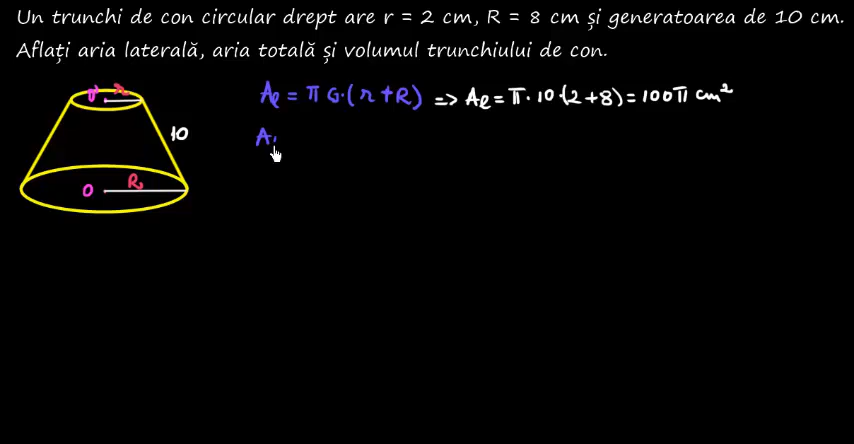 Un trunchi de con circular drept are r = 2 cm, R = 8 cm și generatoarea de 10 cm.
Aflați aria laterală, aria totală și volumul trunchiului de con.
O' r
Aℓ = π G·(r+R) => Aℓ = π·10·(2+8) = 100π cm²
10
A
O R